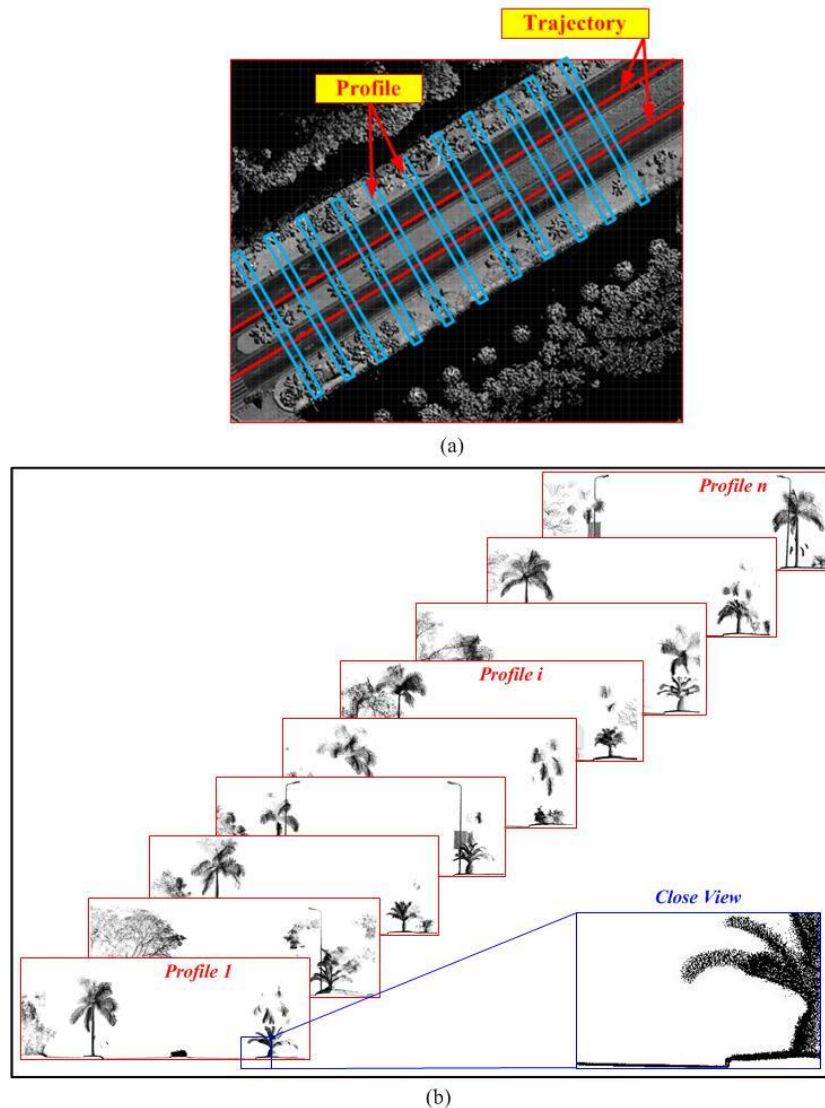 Trajectory
Profile
(a)
Profile n
Profile i
Close View
Profile 1
(b)